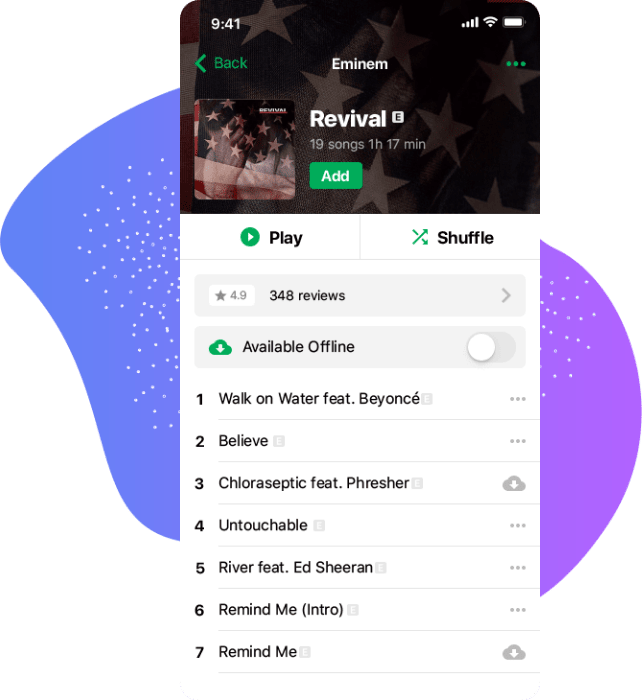 9:41
Back
Eminem
REVIVAL
Revival E
19 songs 1h 17 min
Add
Play
Shuffle
4.9
348 reviews
Available Offline
1 Walk on Water feat. Beyoncé E
2 Believe E
3 Chloraseptic feat. Phresher E
4 Untouchable E
5 River feat. Ed Sheeran E
6 Remind Me (Intro) E
7 Remind Me E